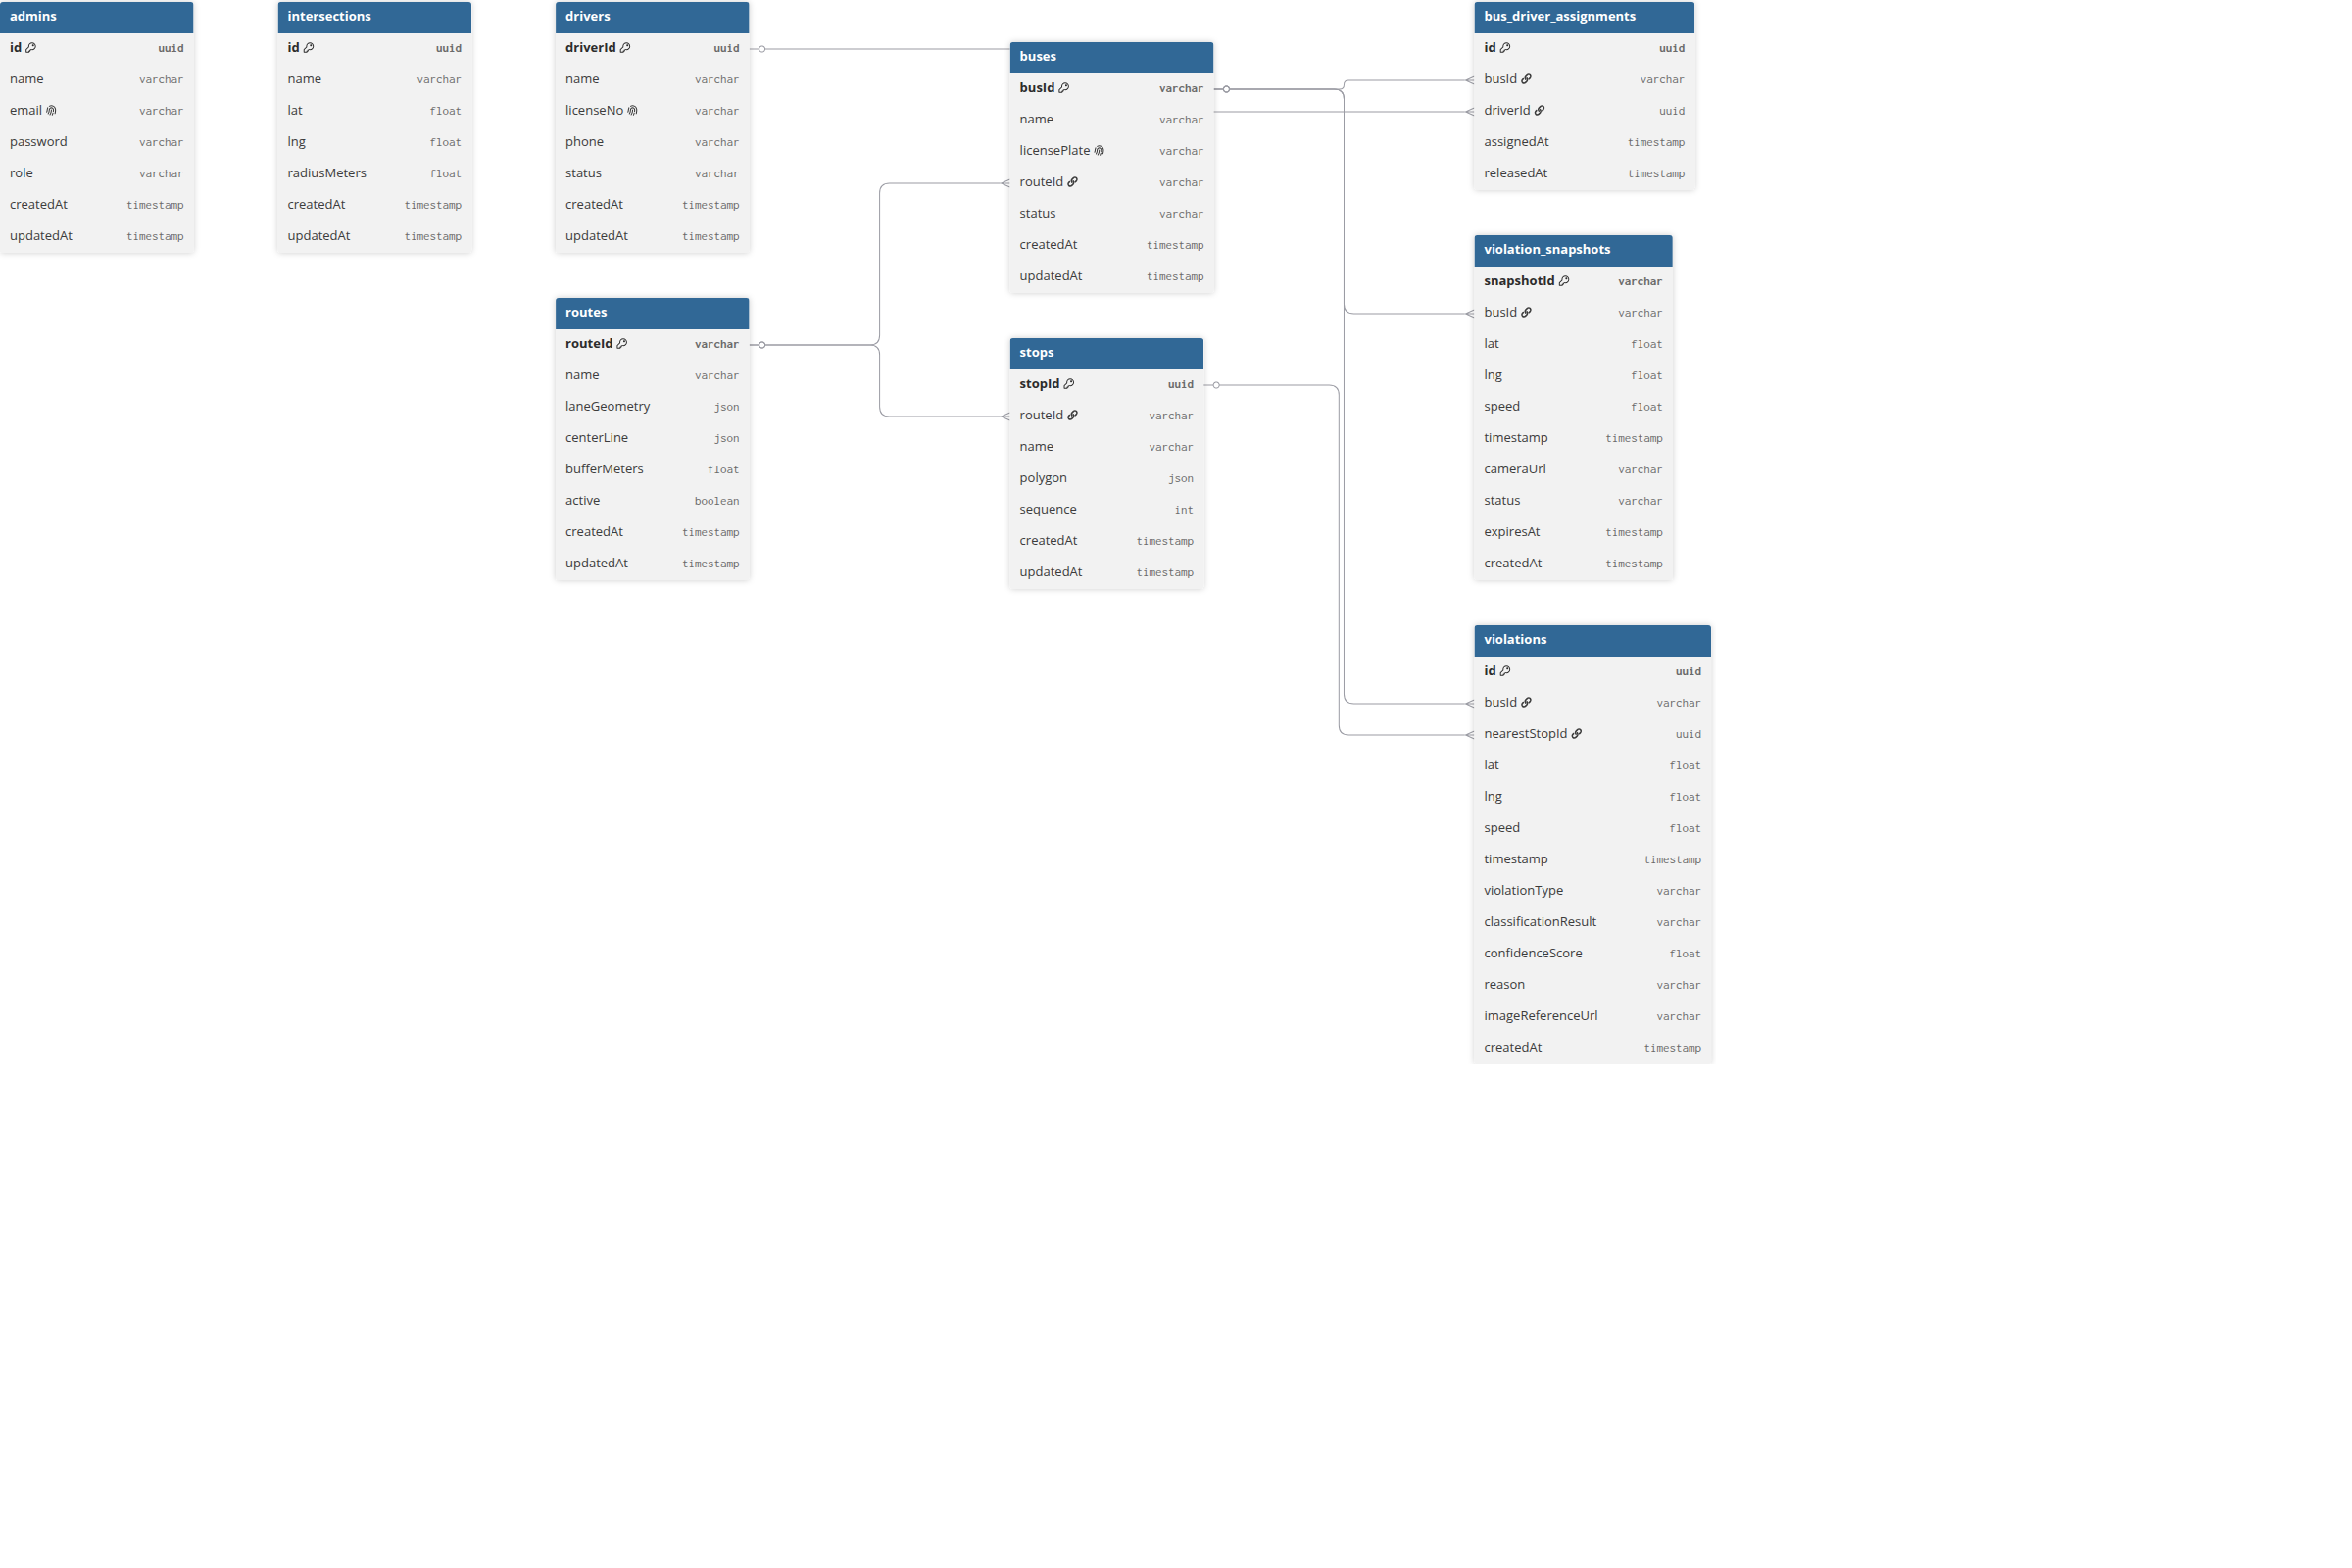 admins
id uuid
name varchar
email varchar
password varchar
role varchar
createdAt timestamp
updatedAt timestamp
intersections
id uuid
name varchar
lat float
lng float
radiusMeters float
createdAt timestamp
updatedAt timestamp
drivers
driverId uuid
name varchar
licenseNo varchar
phone varchar
status varchar
createdAt timestamp
updatedAt timestamp
routes
routeId varchar
name varchar
laneGeometry json
centerLine json
bufferMeters float
active boolean
createdAt timestamp
updatedAt timestamp
buses
busId varchar
name varchar
licensePlate varchar
routeId varchar
status varchar
createdAt timestamp
updatedAt timestamp
stops
stopId uuid
routeId varchar
name varchar
polygon json
sequence int
createdAt timestamp
updatedAt timestamp
bus_driver_assignments
id uuid
busId varchar
driverId uuid
assignedAt timestamp
releasedAt timestamp
violation_snapshots
snapshotId varchar
busId varchar
lat float
lng float
speed float
timestamp timestamp
cameraUrl varchar
status varchar
expiresAt timestamp
createdAt timestamp
violations
id uuid
busId varchar
nearestStopId uuid
lat float
lng float
speed float
timestamp timestamp
violationType varchar
classificationResult varchar
confidenceScore float
reason varchar
imageReferenceUrl varchar
createdAt timestamp